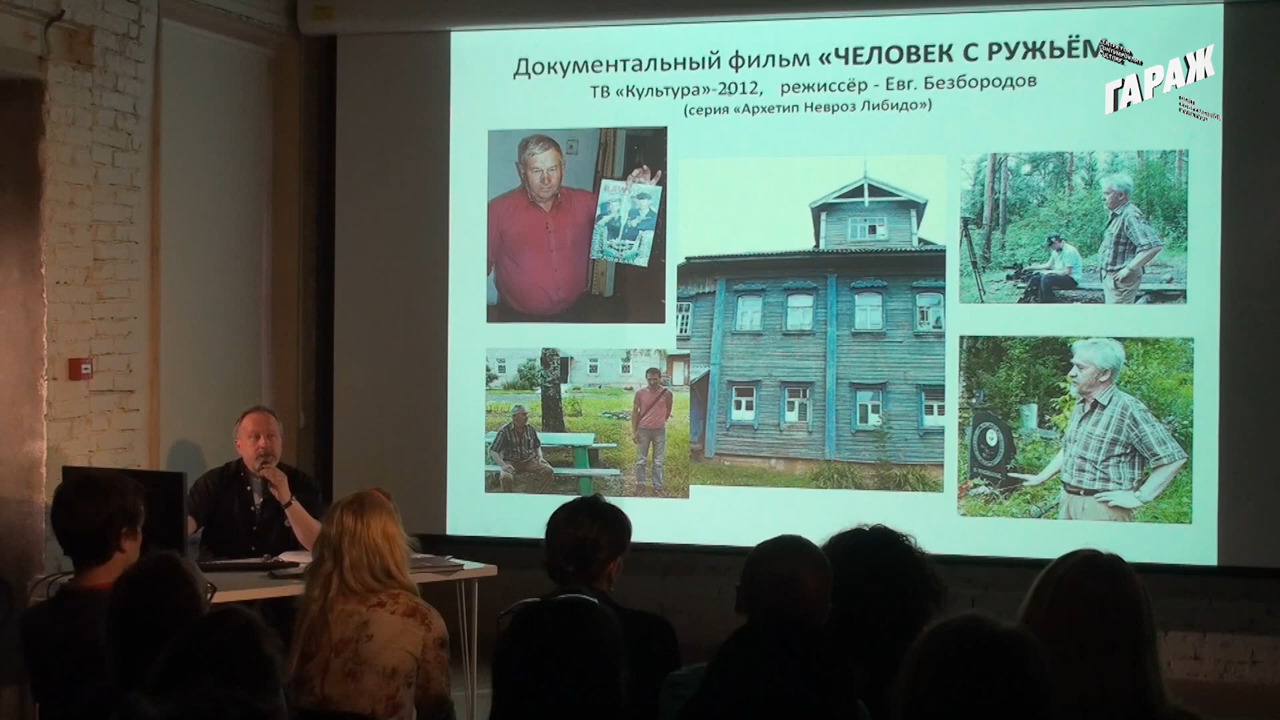 Документальный фильм «ЧЕЛОВЕК С РУЖЬЁМ
ТВ «Культура»-2012, режиссёр - Евг. Безбородов
(серия «Архетип Невроз Либидо»)
ГАРАЖ